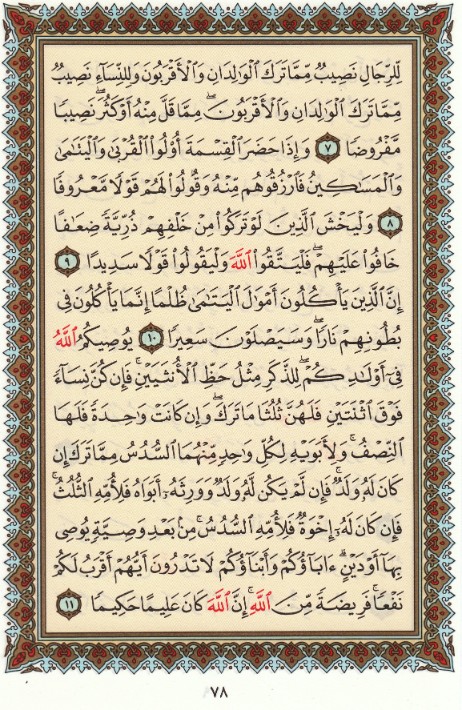 لِّلرِّجَالِ نَصِيبٌ مِّمَّا تَرَكَ ٱلْوَٰلِدَانِ وَٱلْأَقْرَبُونَ وَلِلنِّسَآءِ نَصِيبٌ
مِّمَّا تَرَكَ ٱلْوَٰلِدَانِ وَٱلْأَقْرَبُونَ مِمَّا قَلَّ مِنْهُ أَوْ كَثُرَ ۚ نَصِيبًا
مَّفْرُوضًا ٧ وَإِذَا حَضَرَ ٱلْقِسْمَةَ أُو۟لُوا۟ ٱلْقُرْبَىٰ وَٱلْيَتَٰمَىٰ
وَٱلْمَسَٰكِينُ فَٱرْزُقُوهُم مِّنْهُ وَقُولُوا۟ لَهُمْ قَوْلًا مَّعْرُوفًا
٨ وَلْيَخْشَ ٱلَّذِينَ لَوْ تَرَكُوا۟ مِنْ خَلْفِهِمْ ذُرِّيَّةً ضِعَٰفًا
خَافُوا۟ عَلَيْهِمْ فَلْيَتَّقُوا۟ ٱللَّهَ وَلْيَقُولُوا۟ قَوْلًا سَدِيدًا ٩
إِنَّ ٱلَّذِينَ يَأْكُلُونَ أَمْوَٰلَ ٱلْيَتَٰمَىٰ ظُلْمًا إِنَّمَا يَأْكُلُونَ فِى
بُطُونِهِمْ نَارًا ۖ وَسَيَصْلَوْنَ سَعِيرًا ١٠ يُوصِيكُمُ ٱللَّهُ
فِىٓ أَوْلَٰدِكُمْ ۖ لِلذَّكَرِ مِثْلُ حَظِّ ٱلْأُنثَيَيْنِ ۚ فَإِن كُنَّ نِسَآءً
فَوْقَ ٱثْنَتَيْنِ فَلَهُنَّ ثُلُثَا مَا تَرَكَ ۖ وَإِن كَانَتْ وَٰحِدَةً فَلَهَا
ٱلنِّصْفُ ۚ وَلِأَبَوَيْهِ لِكُلِّ وَٰحِدٍ مِّنْهُمَا ٱلسُّدُسُ مِمَّا تَرَكَ إِن
كَانَ لَهُۥ وَلَدٌ ۚ فَإِن لَّمْ يَكُن لَّهُۥ وَلَدٌ وَوَرِثَهُۥٓ أَبَوَاهُ فَلِأُمِّهِ ٱلثُّلُثُ ۚ
فَإِن كَانَ لَهُۥٓ إِخْوَةٌ فَلِأُمِّهِ ٱلسُّدُسُ ۚ مِنۢ بَعْدِ وَصِيَّةٍ يُوصِى
بِهَآ أَوْ دَيْنٍ ۗ ءَابَآؤُكُمْ وَأَبْنَآؤُكُمْ لَا تَدْرُونَ أَيُّهُمْ أَقْرَبُ لَكُمْ
نَفْعًا ۚ فَرِيضَةً مِّنَ ٱللَّهِ ۗ إِنَّ ٱللَّهَ كَانَ عَلِيمًا حَكِيمًا ١١
٧٨